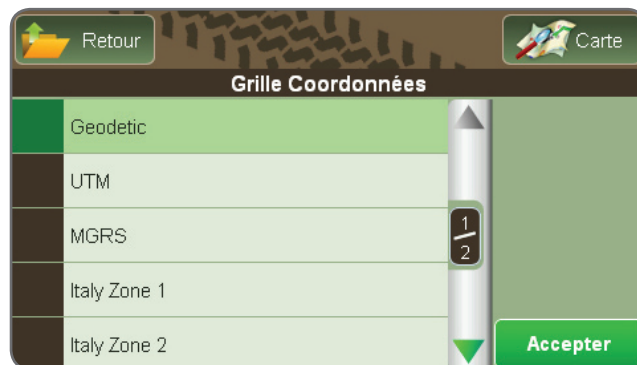 Retour
Carte
Grille Coordonnées
Geodetic
UTM
MGRS
1
2
Italy Zone 1
Italy Zone 2
Accepter